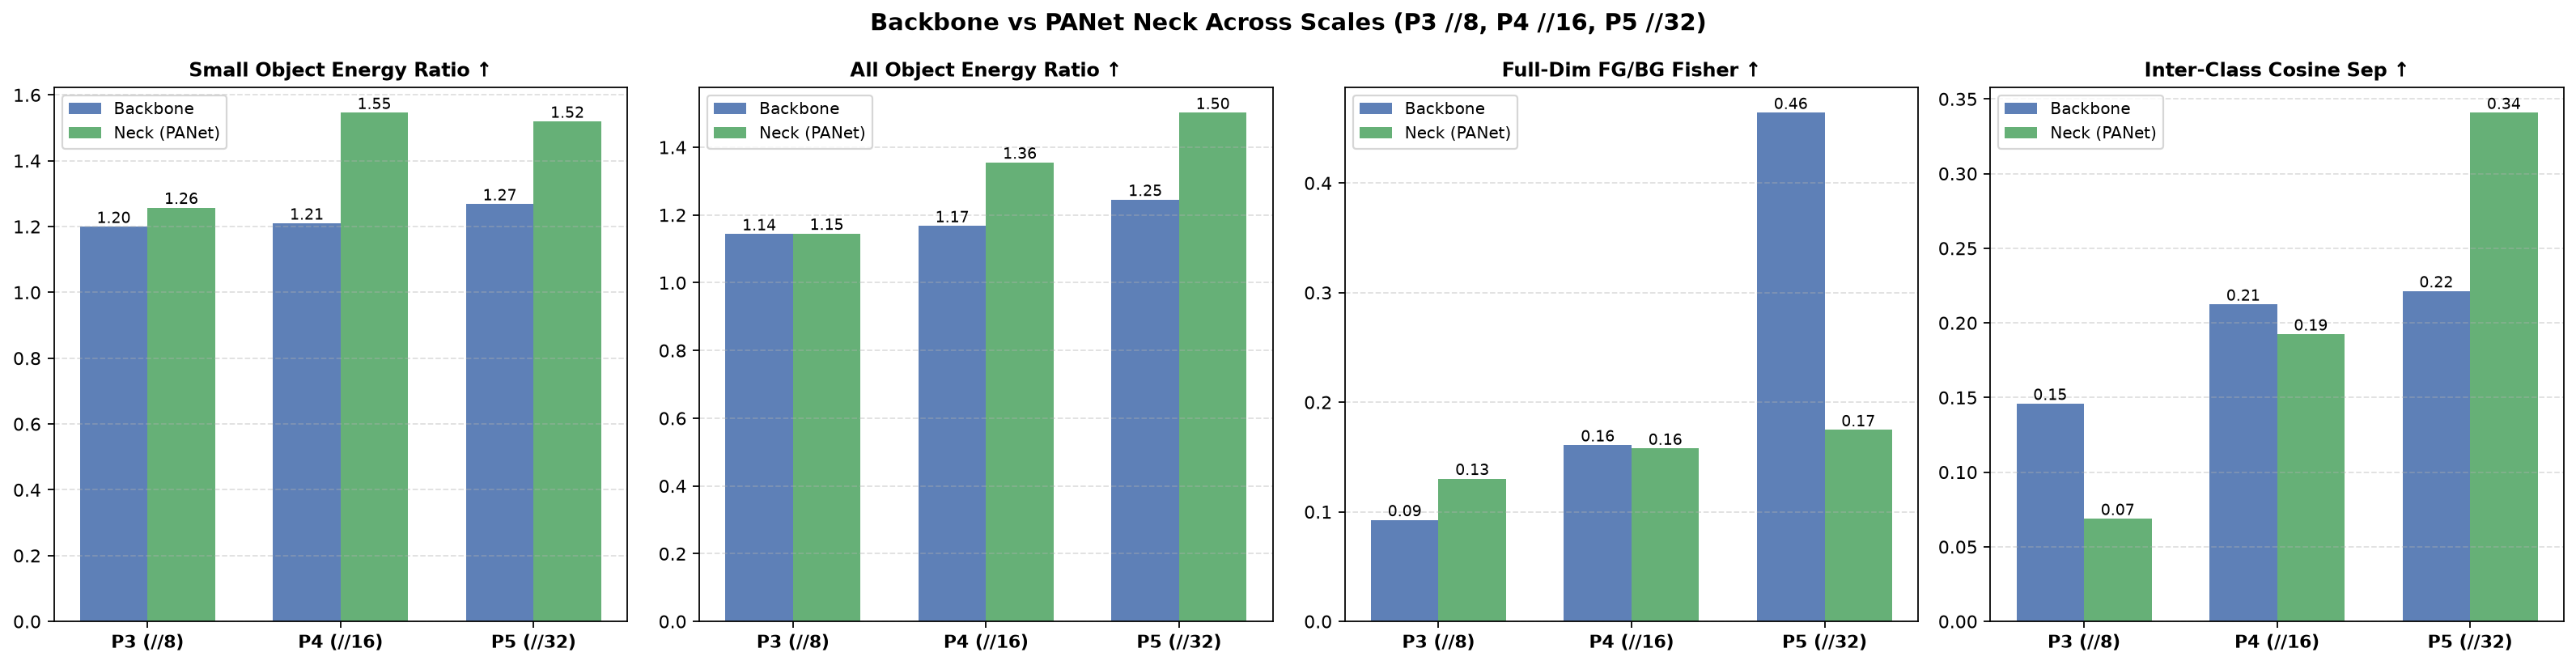 Backbone vs PANet Neck Across Scales (P3 //8, P4 //16, P5 //32)
Small Object Energy Ratio ↑
Backbone
Neck (PANet)
1.6
1.4
1.2
1.0
0.8
0.6
0.4
0.2
0.0
1.20
1.26
1.21
1.55
1.27
1.52
P3 (//8)
P4 (//16)
P5 (//32)
All Object Energy Ratio ↑
Backbone
Neck (PANet)
1.4
1.2
1.0
0.8
0.6
0.4
0.2
0.0
1.14
1.15
1.17
1.36
1.25
1.50
P3 (//8)
P4 (//16)
P5 (//32)
Full-Dim FG/BG Fisher ↑
Backbone
Neck (PANet)
0.4
0.3
0.2
0.1
0.0
0.09
0.13
0.16
0.16
0.46
0.17
P3 (//8)
P4 (//16)
P5 (//32)
Inter-Class Cosine Sep ↑
Backbone
Neck (PANet)
0.35
0.30
0.25
0.20
0.15
0.10
0.05
0.00
0.15
0.07
0.21
0.19
0.22
0.34
P3 (//8)
P4 (//16)
P5 (//32)